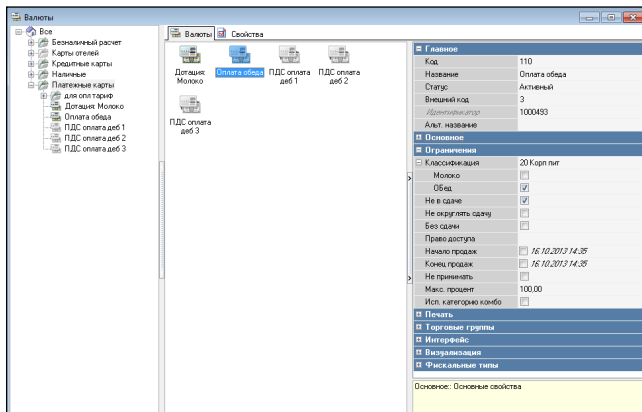 Валюты
Все
Безналичный расчет
Карты отелей
Кредитные карты
Наличные
Платежные карты
для опл тариф
Дотация: Молоко
Оплата обеда
ПДС оплата деб 1
ПДС оплата деб 2
ПДС оплата деб 3
Валюты Свойства
Дотация: Молоко
Оплата обеда
ПДС оплата деб 1
ПДС оплата деб 2
ПДС оплата деб 3
Главное
Код 110
Название Оплата обеда
Статус Активный
Внешний код 3
Идентификатор 1000493
Альт. название
Основное
Ограничения
Классификация 20 Корп пит
Молоко
ОБед
Не в сдаче
Не округлять сдачу
Без сдачи
Право доступа
Начало продаж 16.10.2013 14:35
Конец продаж 16.10.2013 14:35
Не принимать
Макс. процент 100,00
Исп. категорию комбо
Печать
Торговые группы
Интерфейс
Визуализация
Фискальные типы
Основное:: Основные свойства